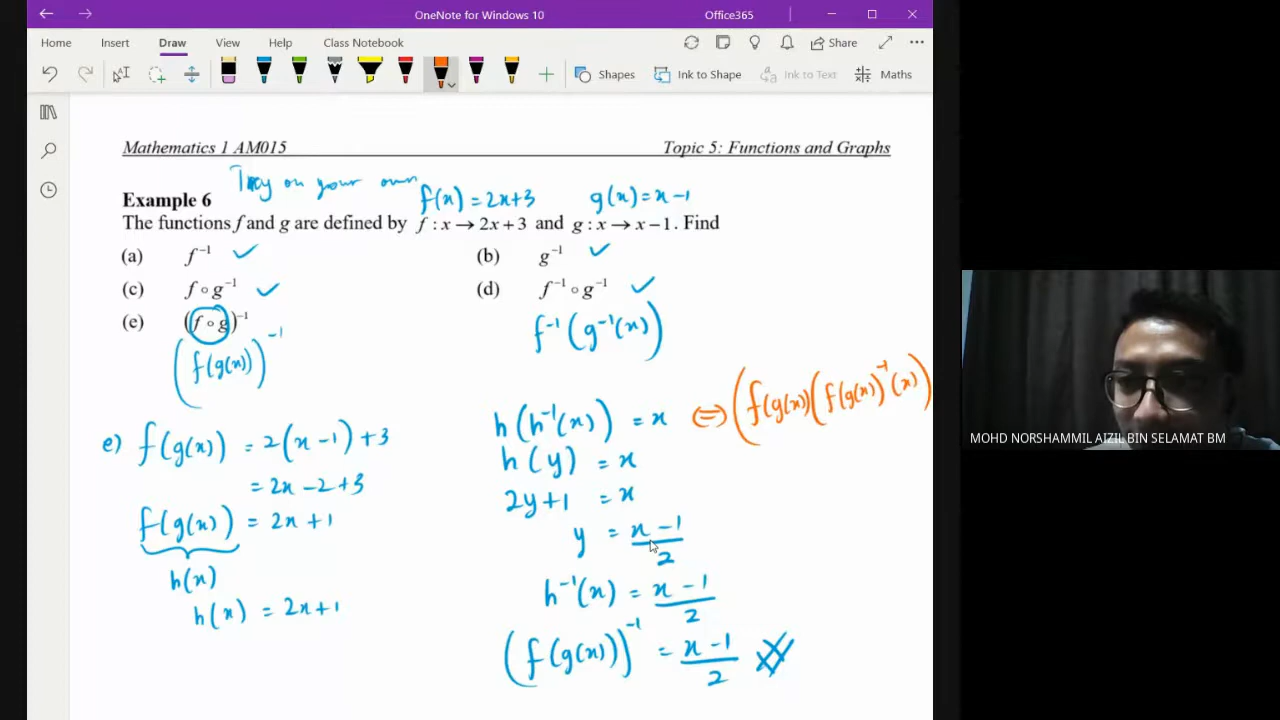 OneNote for Windows 10
Office365
Home Insert Draw View Help Class Notebook Share
Shapes Ink to Shape Ink to Text Maths
Mathematics 1 AM015 Topic 5: Functions and Graphs
Try on your own
Example 6 f(x) = 2x+3 g(x) = x-1
The functions f and g are defined by f : x → 2x + 3 and g : x → x − 1. Find
(a) f⁻¹ ✓ (b) g⁻¹ ✓
(c) f ∘ g⁻¹ ✓ (d) f⁻¹ ∘ g⁻¹ ✓
(e) (f ∘ g)⁻¹ f⁻¹(g⁻¹(x))
(f(g(x)))⁻¹
e) f(g(x)) = 2(x-1)+3
= 2x-2+3
f(g(x)) = 2x+1
h(x)
h(x) = 2x+1
h(h⁻¹(x)) = x ⇔ (f(g(x)(f(g(x)⁻¹(x))
h(y) = x
2y+1 = x
y = x-1/2
h⁻¹(x) = x-1/2
(f(g(x)))⁻¹ = x-1/2
MOHD NORSHAMMIL AIZIL BIN SELAMAT BM